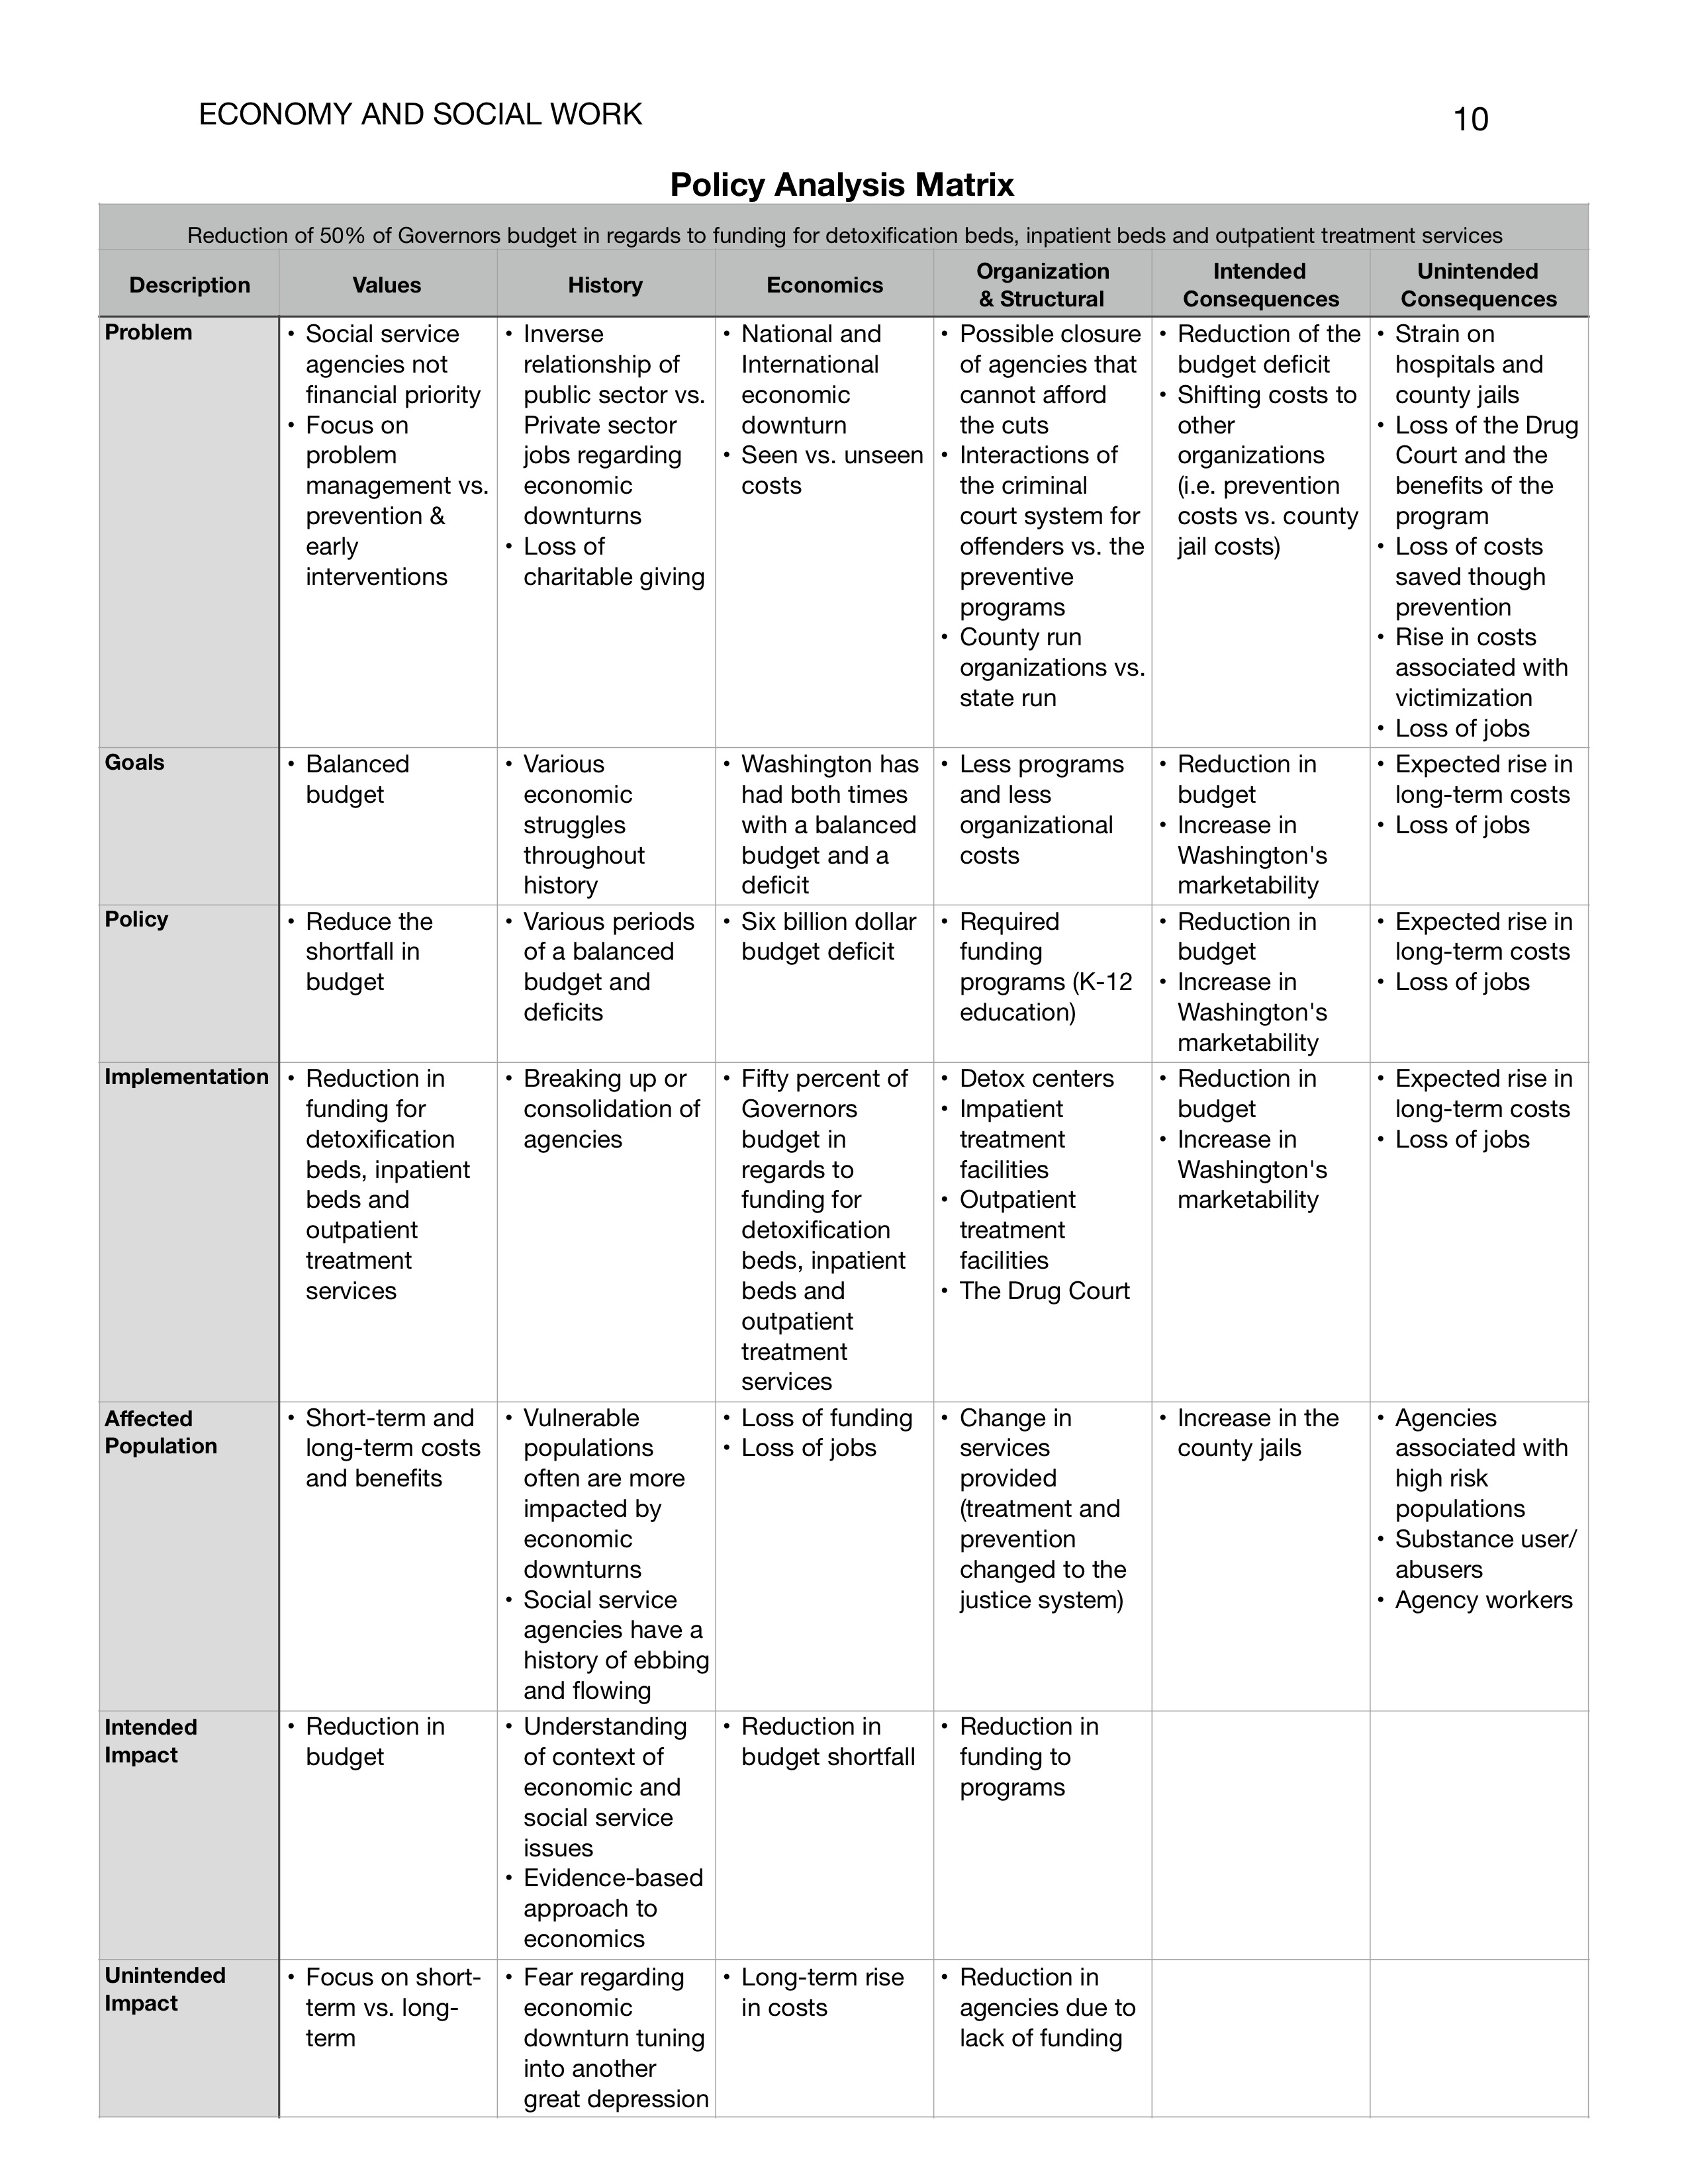 ECONOMY AND SOCIAL WORK
10
Policy Analysis Matrix
Reduction of 50% of Governors budget in regards to funding for detoxification beds, inpatient beds and outpatient treatment services
Description
Values
History
Economics
Organization
& Structural
Intended
Consequences
Unintended
Consequences
Problem
• Social service
agencies not
financial priority
• Focus on
problem
management vs.
prevention &
early
interventions
• Inverse
relationship of
public sector vs.
Private sector
jobs regarding
economic
downturns
• Loss of
charitable giving
• National and
International
economic
downturn
• Seen vs. unseen
costs
• Possible closure
of agencies that
cannot afford
the cuts
• Interactions of
the criminal
court system for
offenders vs. the
preventive
programs
• County run
organizations vs.
state run
• Reduction of the
budget deficit
• Shifting costs to
other
organizations
(i.e. prevention
costs vs. county
jail costs)
• Strain on
hospitals and
county jails
• Loss of the Drug
Court and the
benefits of the
program
• Loss of costs
saved though
prevention
• Rise in costs
associated with
victimization
• Loss of jobs
Goals
• Balanced
budget
• Various
economic
struggles
throughout
history
• Washington has
had both times
with a balanced
budget and a
deficit
• Less programs
and less
organizational
costs
• Reduction in
budget
• Increase in
Washington's
marketability
• Expected rise in
long-term costs
• Loss of jobs
Policy
• Reduce the
shortfall in
budget
• Various periods
of a balanced
budget and
deficits
• Six billion dollar
budget deficit
• Required
funding
programs (K-12
education)
• Reduction in
budget
• Increase in
Washington's
marketability
• Expected rise in
long-term costs
• Loss of jobs
Implementation
• Reduction in
funding for
detoxification
beds, inpatient
beds and
outpatient
treatment
services
• Breaking up or
consolidation of
agencies
• Fifty percent of
Governors
budget in
regards to
funding for
detoxification
beds, inpatient
beds and
outpatient
treatment
services
• Detox centers
• Impatient
treatment
facilities
• Outpatient
treatment
facilities
• The Drug Court
• Reduction in
budget
• Increase in
Washington's
marketability
• Expected rise in
long-term costs
• Loss of jobs
Affected
Population
• Short-term and
long-term costs
and benefits
• Vulnerable
populations
often are more
impacted by
economic
downturns
• Social service
agencies have a
history of ebbing
and flowing
• Loss of funding
• Loss of jobs
• Change in
services
provided
(treatment and
prevention
changed to the
justice system)
• Increase in the
county jails
• Agencies
associated with
high risk
populations
• Substance user/
abusers
• Agency workers
Intended
Impact
• Reduction in
budget
• Understanding
of context of
economic and
social service
issues
• Evidence-based
approach to
economics
• Reduction in
budget shortfall
• Reduction in
funding to
programs
Unintended
Impact
• Focus on short-
term vs. long-
term
• Fear regarding
economic
downturn tuning
into another
great depression
• Long-term rise
in costs
• Reduction in
agencies due to
lack of funding